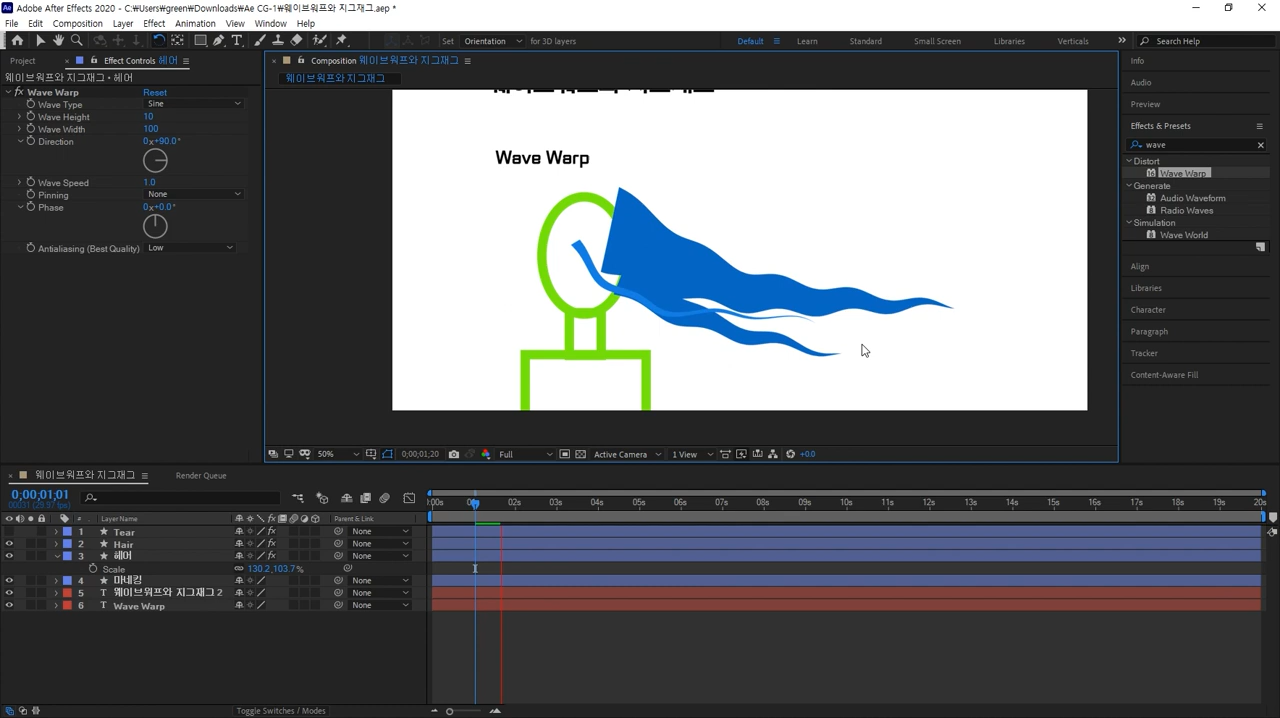 Adobe After Effects 2020 - C:₩Users₩green₩Downloads₩Ae CG-1₩웨이브워프와 지그재그.aep *
File Edit Composition Layer Effect Animation View Window Help
Set Orientation for 3D layers Default Learn Standard Small Screen Libraries Verticals Search Help
Project Effect Controls 헤어
웨이브워프와 지그재그 • 헤어
fx Wave Warp Reset
Wave Type Sine
Wave Height 10
Wave Width 100
Direction 0x+90.0°
Wave Speed 1.0
Pinning None
Phase 0x+0.0°
Antialiasing (Best Quality) Low
Composition 웨이브워프와 지그재그
웨이브워프와 지그재그
Wave Warp
50% 0;00;01;20 Full Active Camera 1 View +0.0
Info
Audio
Preview
Effects & Presets
wave
Distort
Wave Warp
Generate
Audio Waveform
Radio Waves
Simulation
Wave World
Align
Libraries
Character
Paragraph
Tracker
Content-Aware Fill
웨이브워프와 지그재그 Render Queue
0;00;01;01
00031 (29.97 fps)
:00s 02s 03s 04s 05s 06s 07s 08s 09s 10s 11s 12s 13s 14s 15s 16s 17s 18s 19s 20s
# Layer Name Parent & Link
1 Tear None
2 Hair None
3 헤어 None
Scale 130.2,103.7%
4 마네킹 None
5 T 웨이브워프와 지그재그 2 None
6 T Wave Warp None
Toggle Switches / Modes